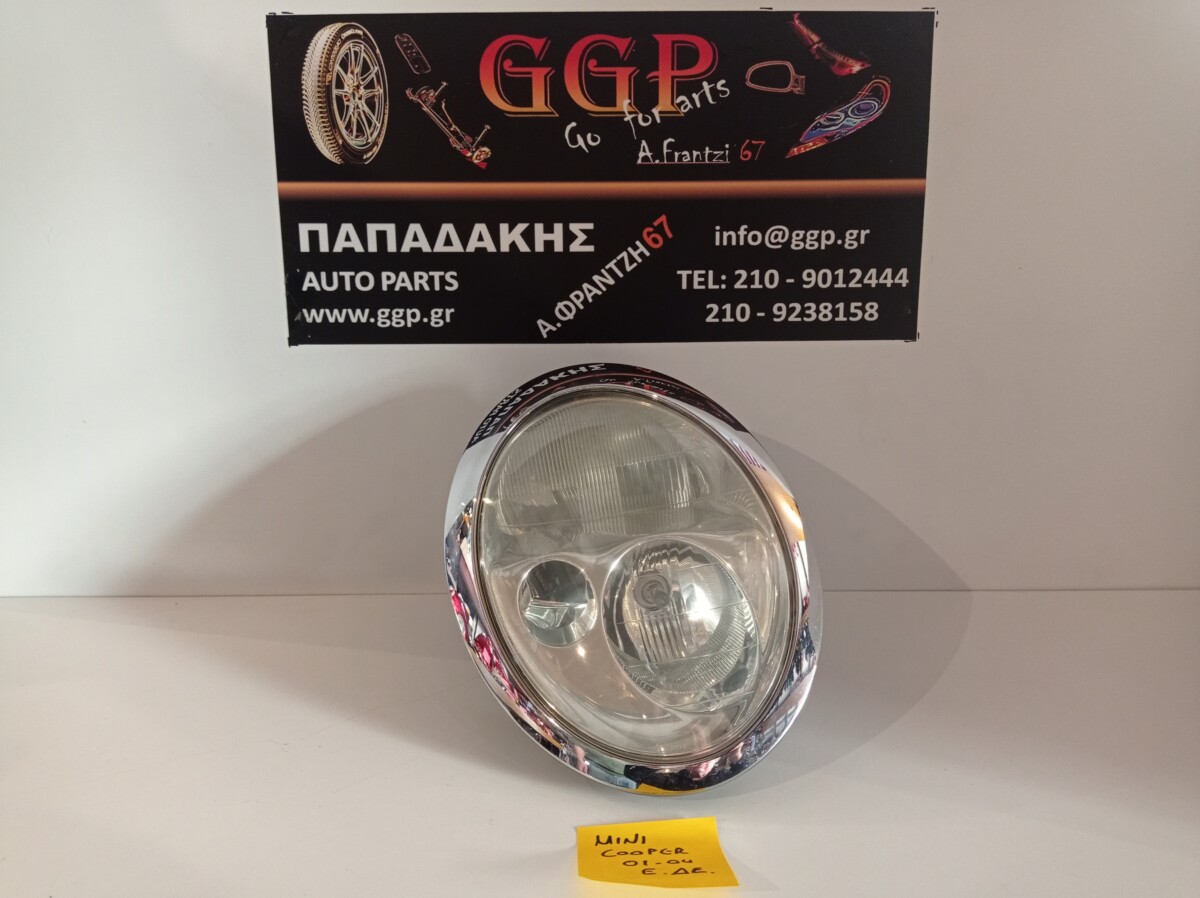 GGP
Go for arts
A.Frantzi 67
ΠΑΠΑΔΑΚΗΣ
AUTO PARTS
www.ggp.gr
Α.ΦΡΑΝΤΖΗ 67
info@ggp.gr
TEL: 210 - 9012444
210 - 9238158
MINI
COOPER
01-04
Ε. ΔΕ.